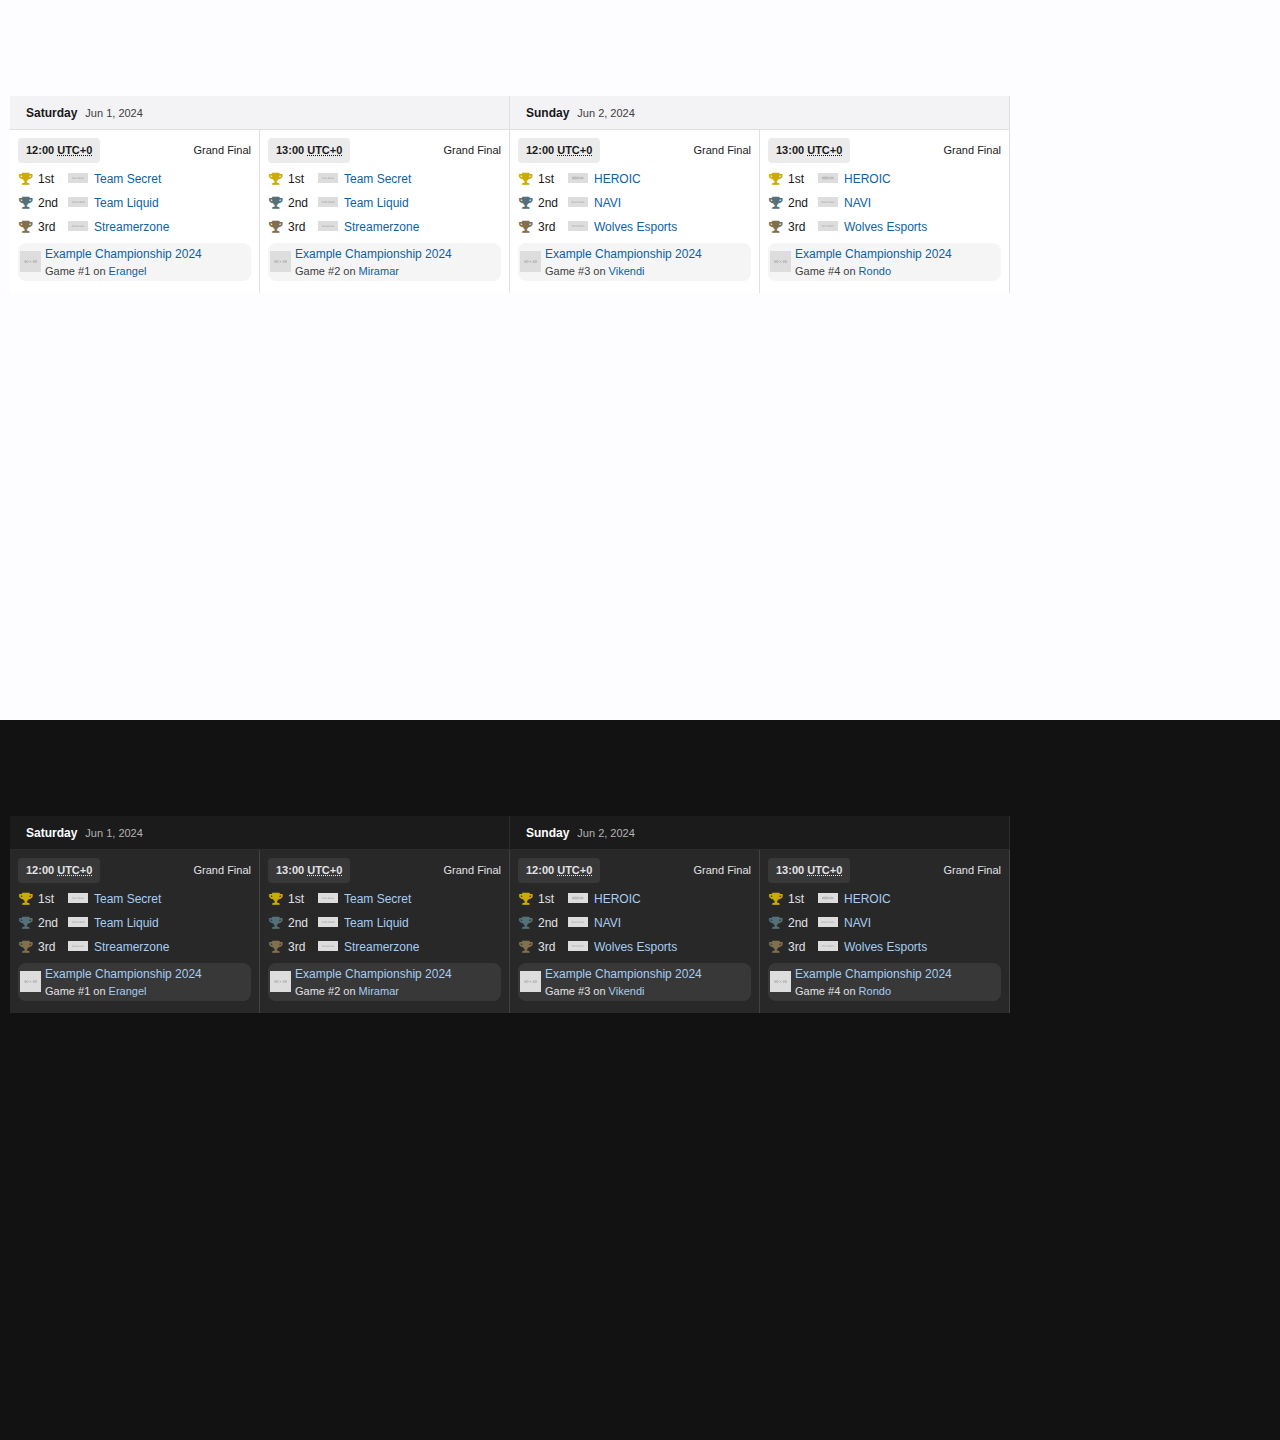 Saturday Jun 1, 2024
Sunday Jun 2, 2024
12:00 UTC+0 Grand Final
1st Team Secret
2nd Team Liquid
3rd Streamerzone
Example Championship 2024
Game #1 on Erangel
13:00 UTC+0 Grand Final
1st Team Secret
2nd Team Liquid
3rd Streamerzone
Example Championship 2024
Game #2 on Miramar
12:00 UTC+0 Grand Final
1st HEROIC
2nd NAVI
3rd Wolves Esports
Example Championship 2024
Game #3 on Vikendi
13:00 UTC+0 Grand Final
1st HEROIC
2nd NAVI
3rd Wolves Esports
Example Championship 2024
Game #4 on Rondo
Saturday Jun 1, 2024
Sunday Jun 2, 2024
12:00 UTC+0 Grand Final
1st Team Secret
2nd Team Liquid
3rd Streamerzone
Example Championship 2024
Game #1 on Erangel
13:00 UTC+0 Grand Final
1st Team Secret
2nd Team Liquid
3rd Streamerzone
Example Championship 2024
Game #2 on Miramar
12:00 UTC+0 Grand Final
1st HEROIC
2nd NAVI
3rd Wolves Esports
Example Championship 2024
Game #3 on Vikendi
13:00 UTC+0 Grand Final
1st HEROIC
2nd NAVI
3rd Wolves Esports
Example Championship 2024
Game #4 on Rondo